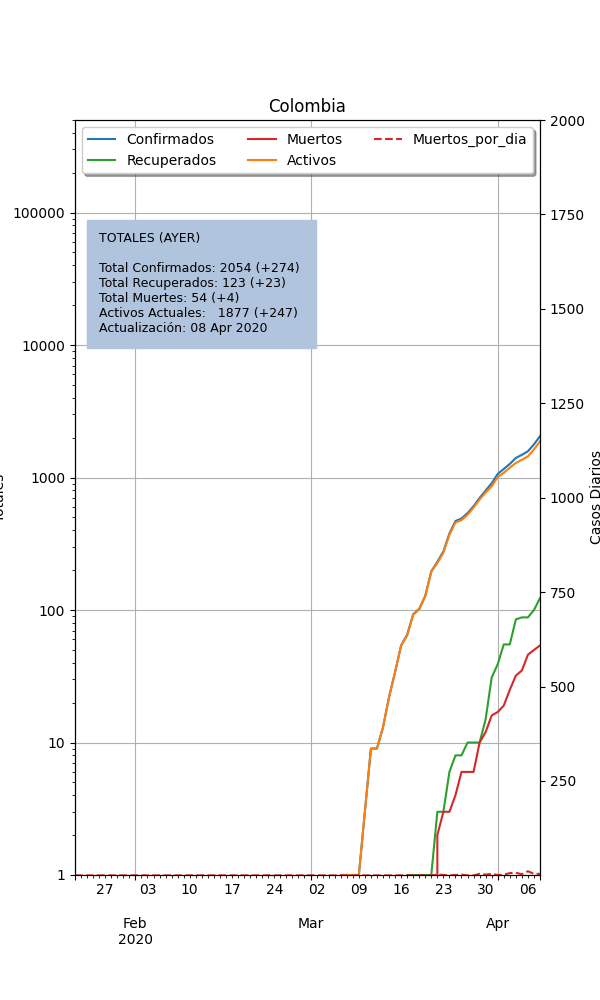 Colombia
Confirmados
Recuperados
Muertos
Activos
Muertos_por_dia
TOTALES (AYER)
Total Confirmados: 2054 (+274)
Total Recuperados: 123 (+23)
Total Muertes: 54 (+4)
Activos Actuales:   1877 (+247)
Actualización: 08 Apr 2020
100000
10000
1000
100
10
1
2000
1750
1500
1250
1000
750
500
250
Totales
Casos Diarios
27 03 10 17 24 02 09 16 23 30 06
Feb Mar Apr
2020